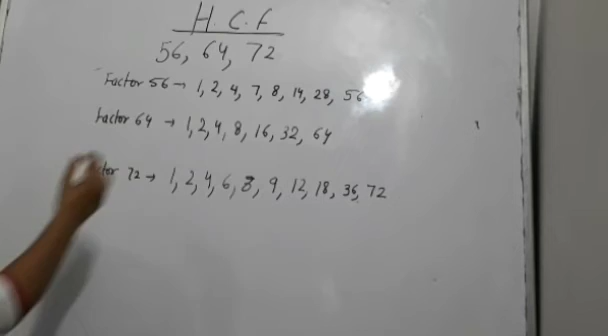 H.C.F
56, 64, 72
Factor 56 → 1, 2, 4, 7, 8, 14, 28, 56
Factor 64 → 1, 2, 4, 8, 16, 32, 64
ctor 72 → 1, 2, 4, 6, 8, 9, 12, 18, 36, 72